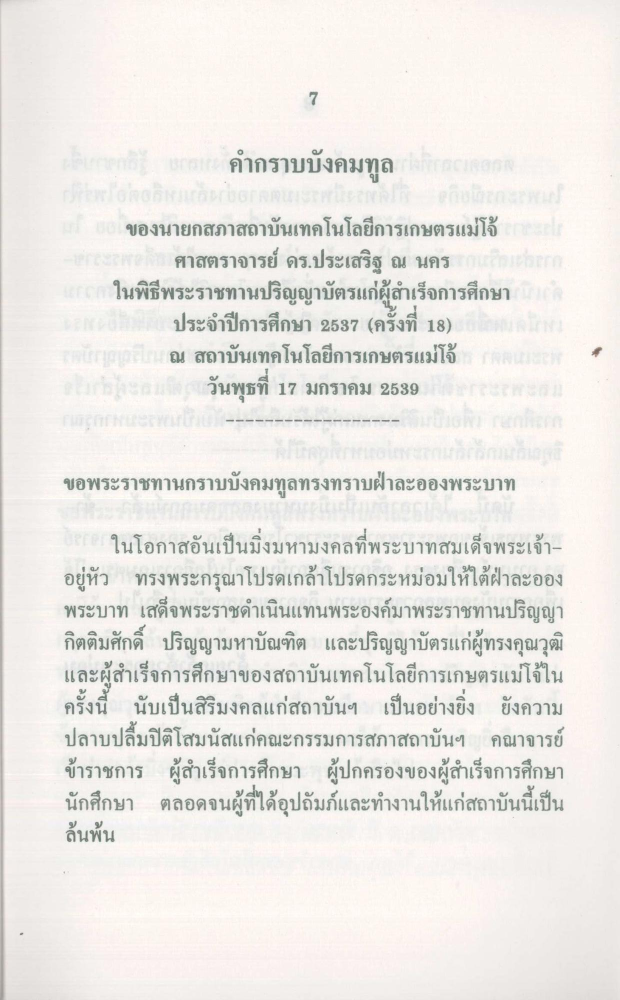 7
คำกราบบังคมทูล
ของนายกสภาสถาบันเทคโนโลยีการเกษตรแม่โจ้
ศาสตราจารย์ ดร.ประเสริฐ ณ นคร
ในพิธีพระราชทานปริญญาบัตรแก่ผู้สำเร็จการศึกษา
ประจำปีการศึกษา 2537 (ครั้งที่ 18)
ณ สถาบันเทคโนโลยีการเกษตรแม่โจ้
วันพุธที่ 17 มกราคม 2539
------------------
ขอพระราชทานกราบบังคมทูลทรงทราบฝ่าละอองพระบาท
ในโอกาสอันเป็นมิ่งมหามงคลที่พระบาทสมเด็จพระเจ้า-
อยู่หัว ทรงพระกรุณาโปรดเกล้าโปรดกระหม่อมให้ใต้ฝ่าละออง
พระบาท เสด็จพระราชดำเนินแทนพระองค์มาพระราชทานปริญญา
กิตติมศักดิ์ ปริญญามหาบัณฑิต และปริญญาบัตรแก่ผู้ทรงคุณวุฒิ
และผู้สำเร็จการศึกษาของสถาบันเทคโนโลยีการเกษตรแม่โจ้ใน
ครั้งนี้ นับเป็นสิริมงคลแก่สถาบันฯ เป็นอย่างยิ่ง ยังความ
ปลาบปลื้มปีติโสมนัสแก่คณะกรรมการสภาสถาบันฯ คณาจารย์
ข้าราชการ ผู้สำเร็จการศึกษา ผู้ปกครองของผู้สำเร็จการศึกษา
นักศึกษา ตลอดจนผู้ที่ได้อุปถัมภ์และทำงานให้แก่สถาบันนี้เป็น
ล้นพ้น